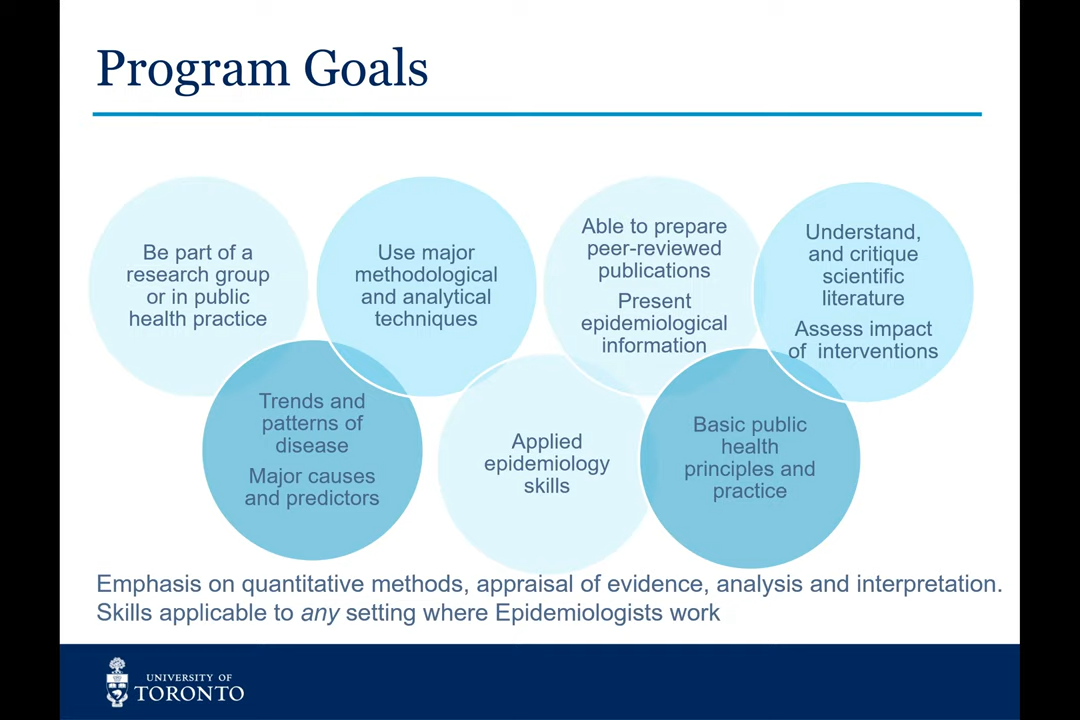 Program Goals
Be part of a
research group
or in public
health practice
Use major
methodological
and analytical
techniques
Able to prepare
peer-reviewed
publications
Present
epidemiological
information
Understand,
and critique
scientific
literature
Assess impact
of interventions
Trends and
patterns of
disease
Major causes
and predictors
Applied
epidemiology
skills
Basic public
health
principles and
practice
Emphasis on quantitative methods, appraisal of evidence, analysis and interpretation.
Skills applicable to any setting where Epidemiologists work
UNIVERSITY OF
TORONTO